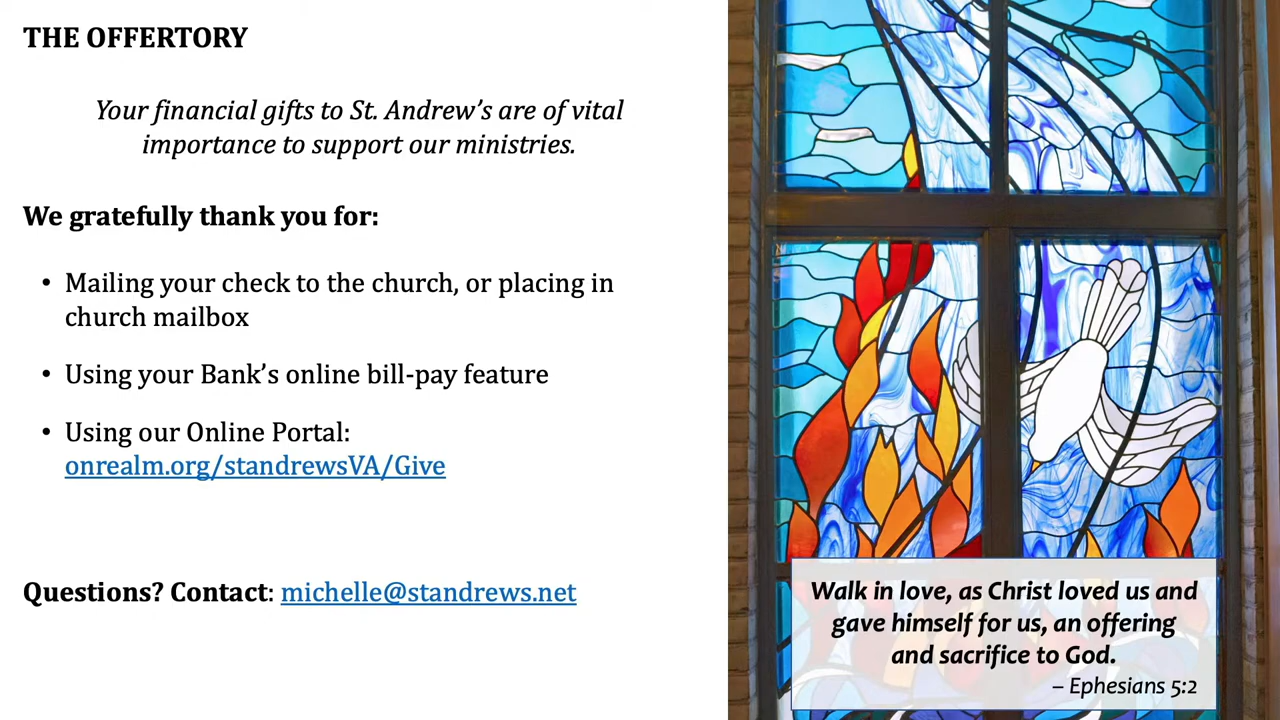 THE OFFERTORY
Your financial gifts to St. Andrew’s are of vital
importance to support our ministries.
We gratefully thank you for:
• Mailing your check to the church, or placing in
church mailbox
• Using your Bank’s online bill-pay feature
• Using our Online Portal:
onrealm.org/standrewsVA/Give
Questions? Contact: michelle@standrews.net
Walk in love, as Christ loved us and
gave himself for us, an offering
and sacrifice to God.
– Ephesians 5:2